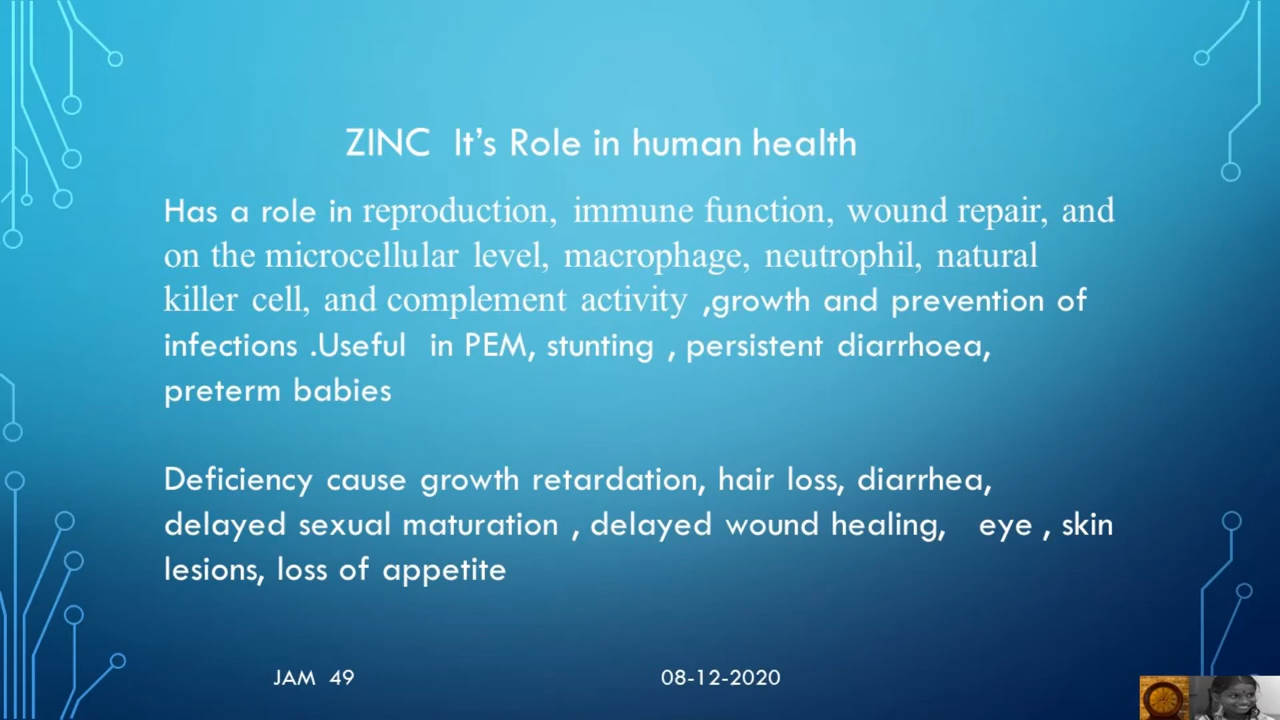 ZINC It’s Role in human health
Has a role in reproduction, immune function, wound repair, and
on the microcellular level, macrophage, neutrophil, natural
killer cell, and complement activity ,growth and prevention of
infections .Useful in PEM, stunting , persistent diarrhoea,
preterm babies
Deficiency cause growth retardation, hair loss, diarrhea,
delayed sexual maturation , delayed wound healing, eye , skin
lesions, loss of appetite
JAM 49 08-12-2020